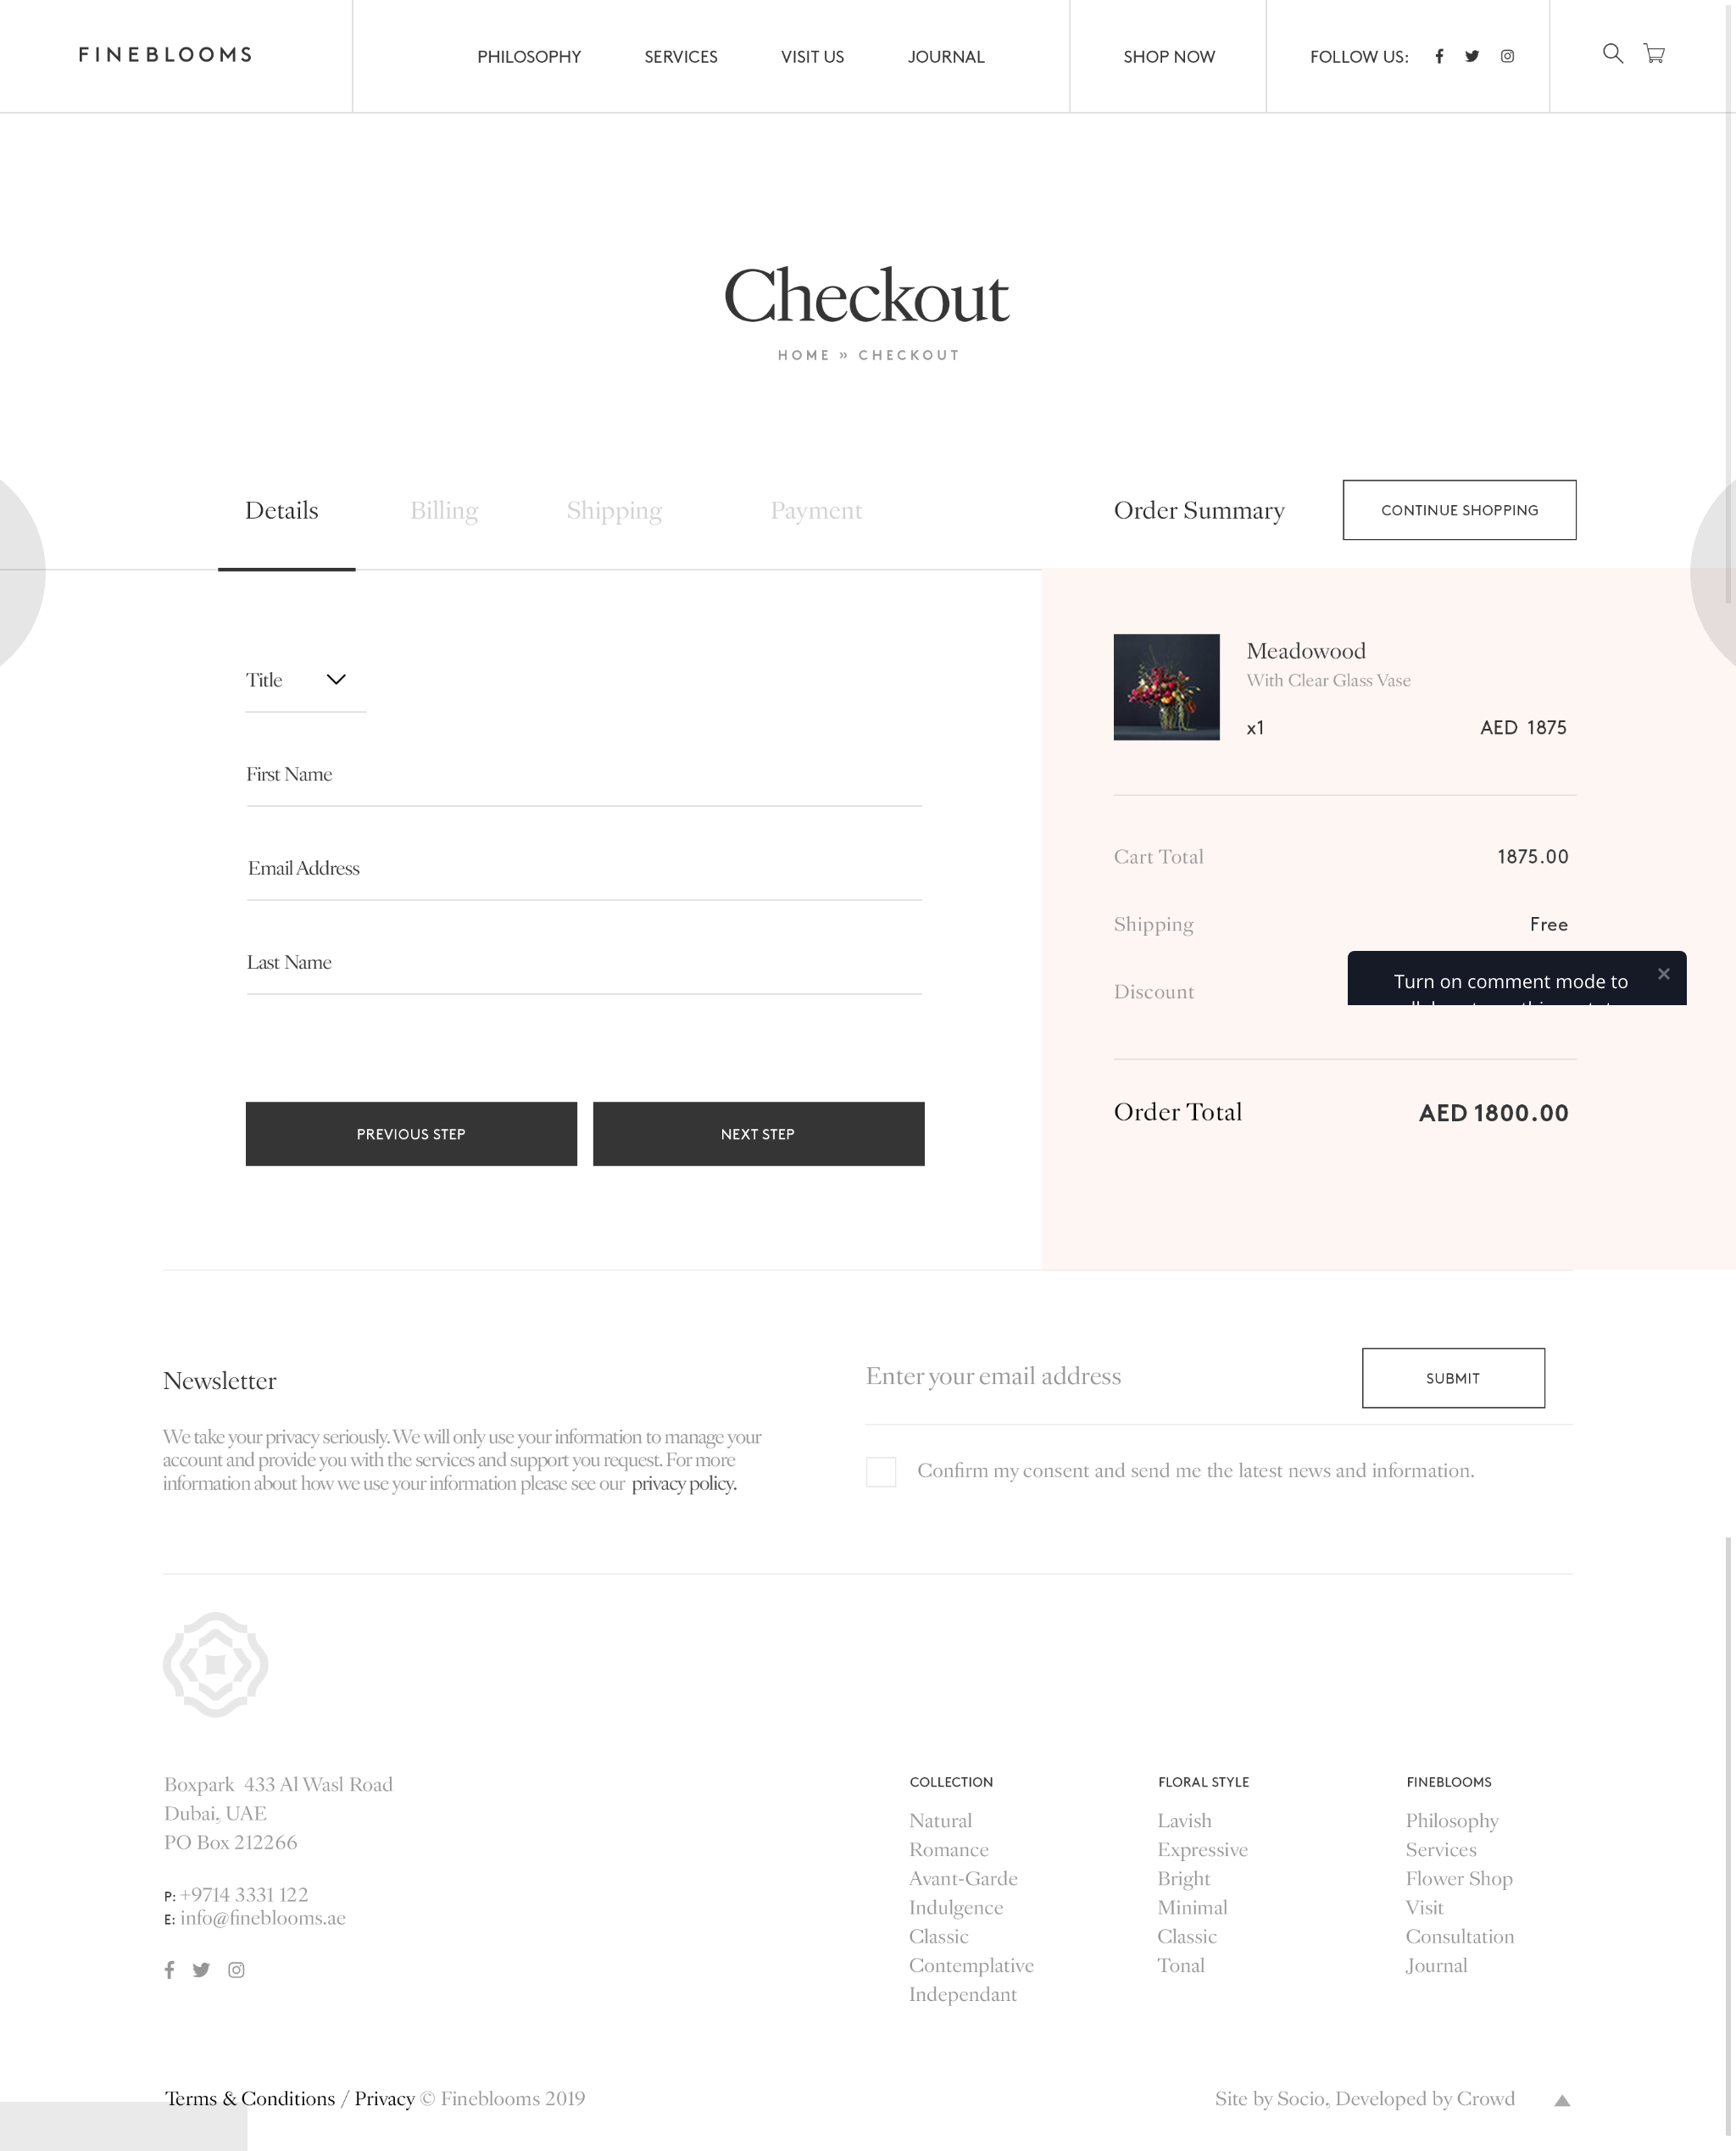 FINEBLOOMS
PHILOSOPHY
SERVICES
VISIT US
JOURNAL
SHOP NOW
FOLLOW US:
Checkout
HOME » CHECKOUT
Details
Billing
Shipping
Payment
Title
First Name
Email Address
Last Name
PREVIOUS STEP
NEXT STEP
Order Summary
CONTINUE SHOPPING
Meadowood
With Clear Glass Vase
x1
AED 1875
Cart Total
1875.00
Shipping
Free
Discount
Turn on comment mode to
Order Total
AED 1800.00
Newsletter
We take your privacy seriously. We will only use your information to manage your
account and provide you with the services and support you request. For more
information about how we use your information please see our privacy policy.
Enter your email address
SUBMIT
Confirm my consent and send me the latest news and information.
Boxpark 433 Al Wasl Road
Dubai, UAE
PO Box 212266
P: +9714 3331 122
E: info@fineblooms.ae
COLLECTION
Natural
Romance
Avant-Garde
Indulgence
Classic
Contemplative
Independant
FLORAL STYLE
Lavish
Expressive
Bright
Minimal
Classic
Tonal
FINEBLOOMS
Philosophy
Services
Flower Shop
Visit
Consultation
Journal
Terms & Conditions / Privacy © Fineblooms 2019
Site by Socio, Developed by Crowd